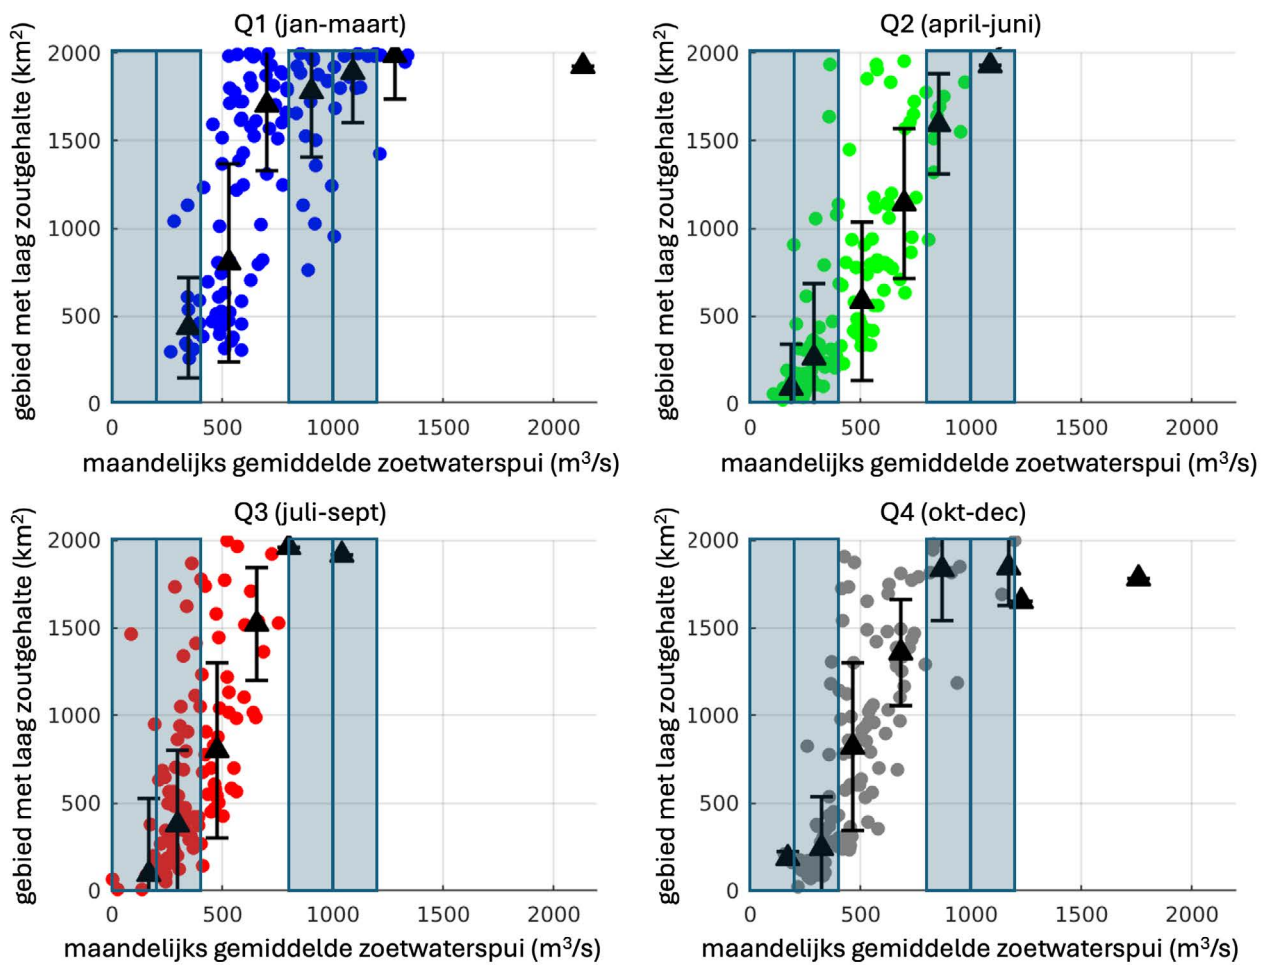 Q1 (jan-maart)
gebied met laag zoutgehalte (km²)
2000
1500
1000
500
0
0 500 1000 1500 2000
maandelijks gemiddelde zoetwaterspui (m³/s)
Q2 (april-juni)
gebied met laag zoutgehalte (km²)
2000
1500
1000
500
0
0 500 1000 1500 2000
maandelijks gemiddelde zoetwaterspui (m³/s)
Q3 (juli-sept)
gebied met laag zoutgehalte (km²)
2000
1500
1000
500
0
0 500 1000 1500 2000
maandelijks gemiddelde zoetwaterspui (m³/s)
Q4 (okt-dec)
gebied met laag zoutgehalte (km²)
2000
1500
1000
500
0
0 500 1000 1500 2000
maandelijks gemiddelde zoetwaterspui (m³/s)